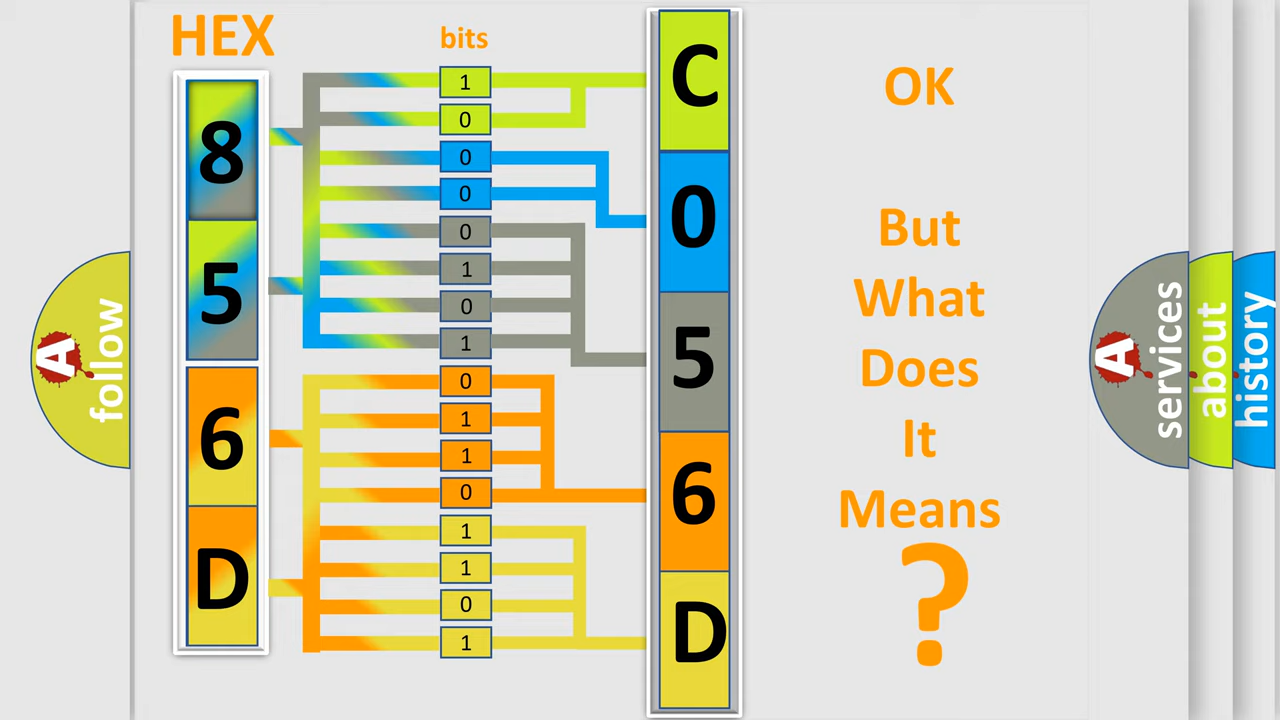 HEX
bits
8
5
6
D
1
0
0
0
0
1
0
1
0
1
1
0
1
1
0
1
C
0
5
6
D
OK
But
What
Does
It
Means
?
A
follow
A
services
about
history